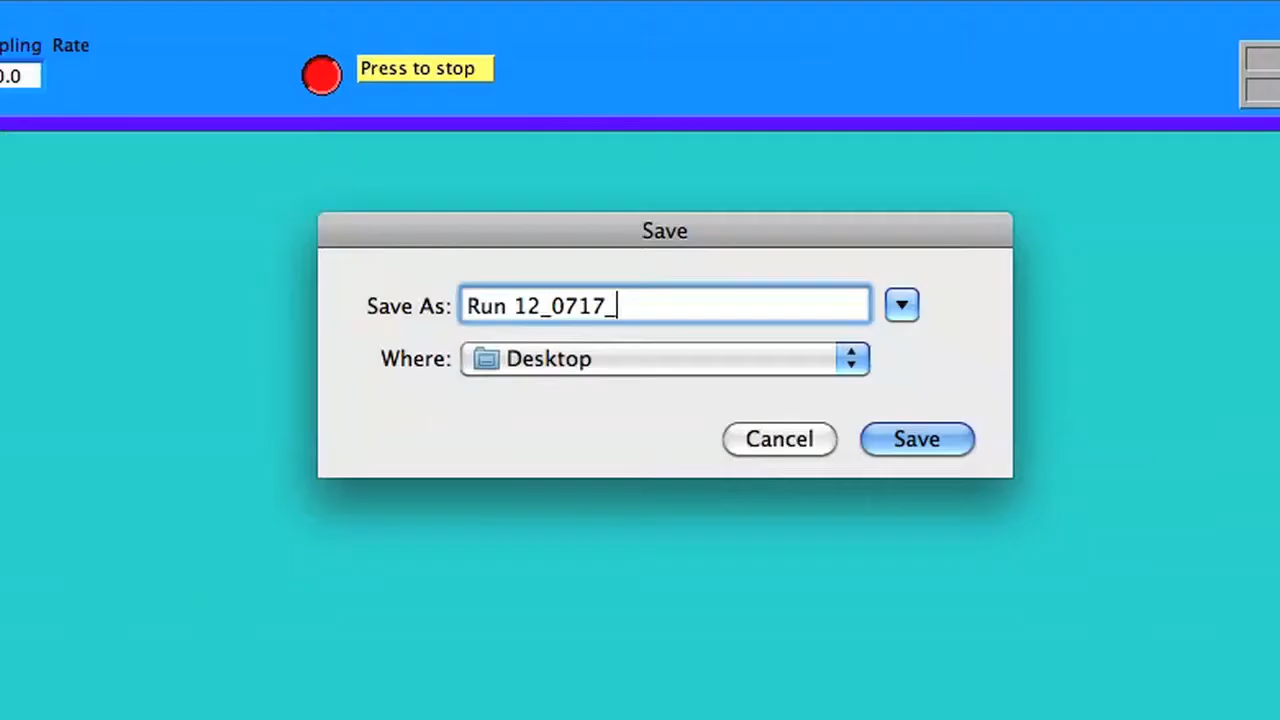 pling Rate
0.0
Press to stop
Save
Save As: Run 12_0717_
Where: Desktop
Cancel Save